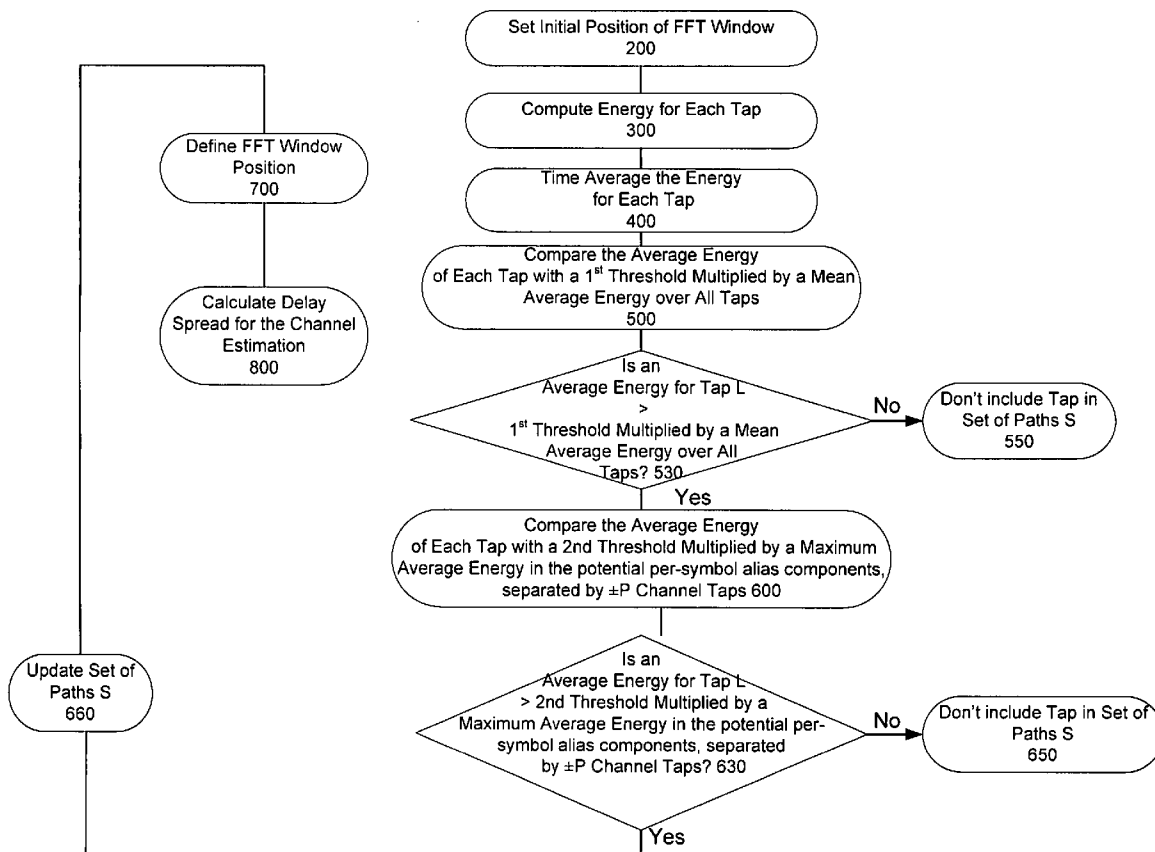 Set Initial Position of FFT Window
200
Compute Energy for Each Tap
300
Time Average the Energy
for Each Tap
400
Compare the Average Energy
of Each Tap with a 1st Threshold Multiplied by a Mean
Average Energy over All Taps
500
Is an
Average Energy for Tap L
>
1st Threshold Multiplied by a Mean
Average Energy over All
Taps? 530
No
Don't include Tap in
Set of Paths S
550
Yes
Compare the Average Energy
of Each Tap with a 2nd Threshold Multiplied by a Maximum
Average Energy in the potential per-symbol alias components,
separated by ±P Channel Taps 600
Is an
Average Energy for Tap L
> 2nd Threshold Multiplied by a
Maximum Average Energy in the potential per-
symbol alias components, separated
by ±P Channel Taps? 630
No
Don't include Tap in Set of
Paths S
650
Yes
Update Set of
Paths S
660
Define FFT Window
Position
700
Calculate Delay
Spread for the Channel
Estimation
800